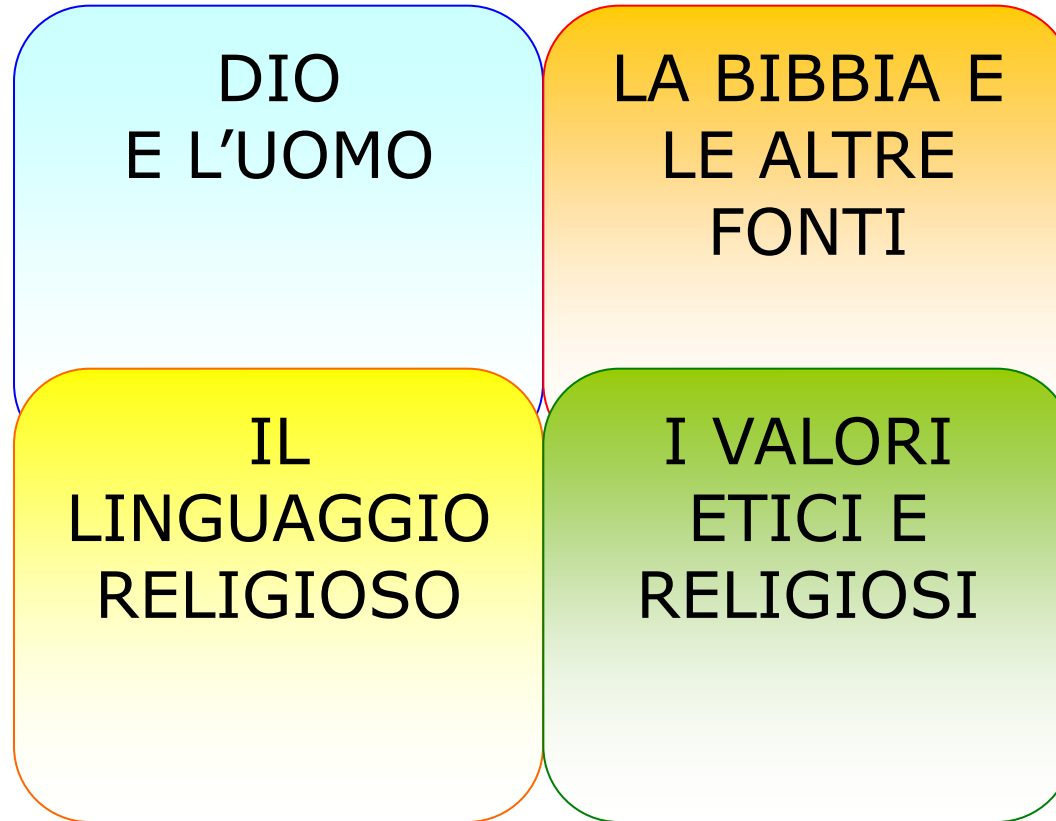 DIO
E L’UOMO
LA BIBBIA E
LE ALTRE
FONTI
IL
LINGUAGGIO
RELIGIOSO
I VALORI
ETICI E
RELIGIOSI